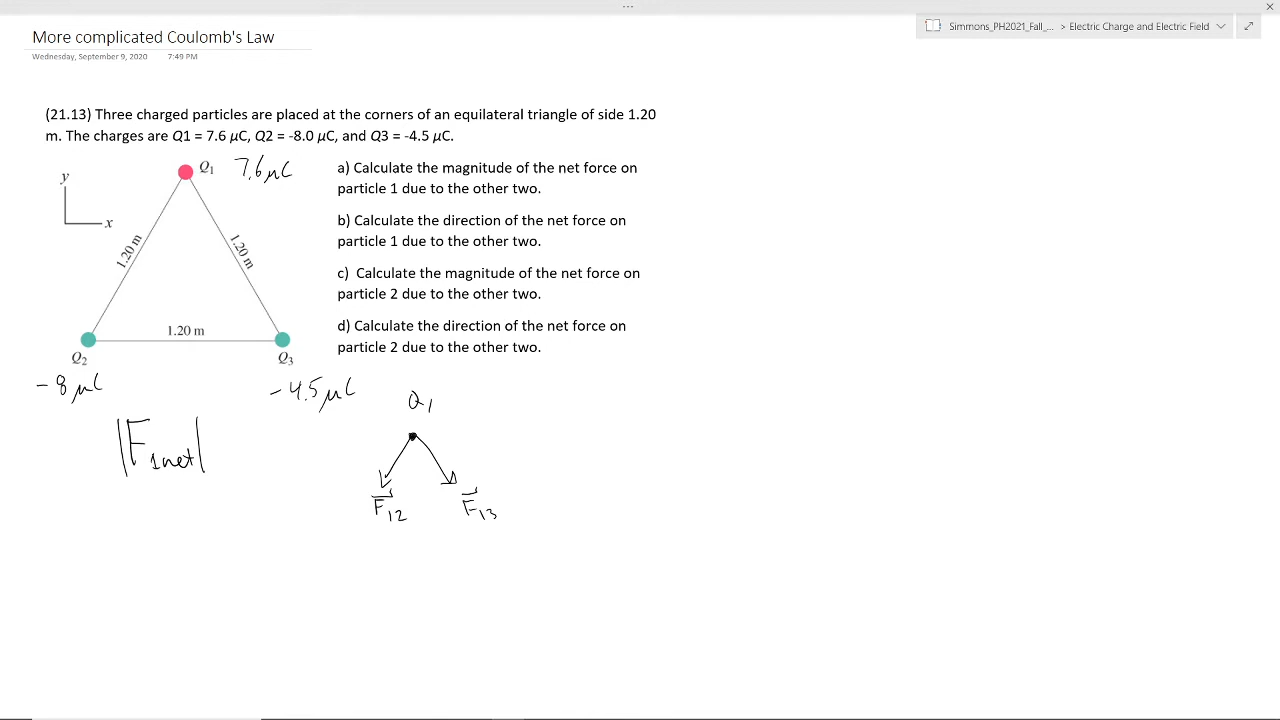 More complicated Coulomb's Law
Wednesday, September 9, 2020 7:49 PM
Simmons_PH2021_Fall_... > Electric Charge and Electric Field
(21.13) Three charged particles are placed at the corners of an equilateral triangle of side 1.20
m. The charges are Q1 = 7.6 μC, Q2 = -8.0 μC, and Q3 = -4.5 μC.
y
x
Q1 7.6 μC
1.20 m
1.20 m
1.20 m
Q2
Q3
-8 μC
-4.5 μC
a) Calculate the magnitude of the net force on
particle 1 due to the other two.
b) Calculate the direction of the net force on
particle 1 due to the other two.
c) Calculate the magnitude of the net force on
particle 2 due to the other two.
d) Calculate the direction of the net force on
particle 2 due to the other two.
|F1net|
Q1
F12
F13